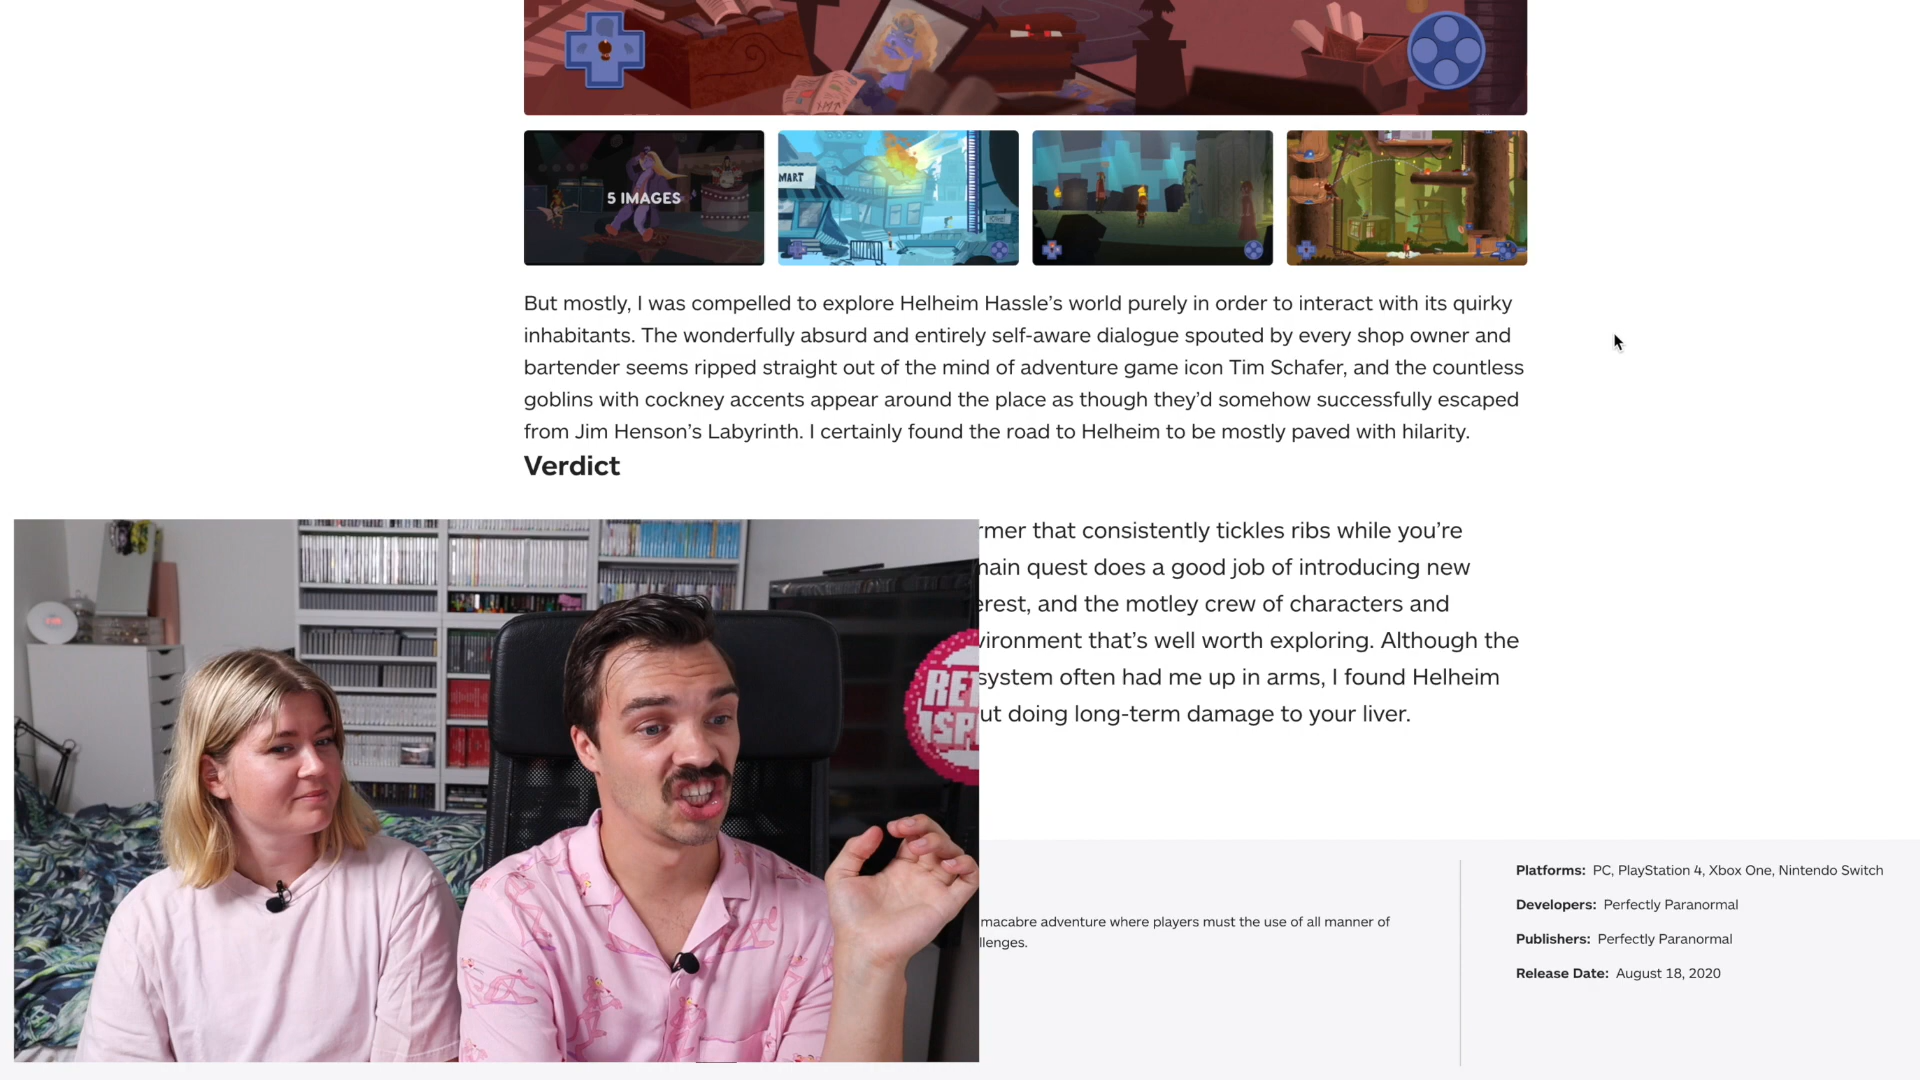 5 IMAGES
MART
But mostly, I was compelled to explore Helheim Hassle’s world purely in order to interact with its quirky
inhabitants. The wonderfully absurd and entirely self-aware dialogue spouted by every shop owner and
bartender seems ripped straight out of the mind of adventure game icon Tim Schafer, and the countless
goblins with cockney accents appear around the place as though they’d somehow successfully escaped
from Jim Henson’s Labyrinth. I certainly found the road to Helheim to be mostly paved with hilarity.
Verdict
rmer that consistently tickles ribs while you’re
main quest does a good job of introducing new
erest, and the motley crew of characters and
vironment that’s well worth exploring. Although the
system often had me up in arms, I found Helheim
ut doing long-term damage to your liver.
RET
SP
macabre adventure where players must the use of all manner of
llenges.
Platforms: PC, PlayStation 4, Xbox One, Nintendo Switch
Developers: Perfectly Paranormal
Publishers: Perfectly Paranormal
Release Date: August 18, 2020